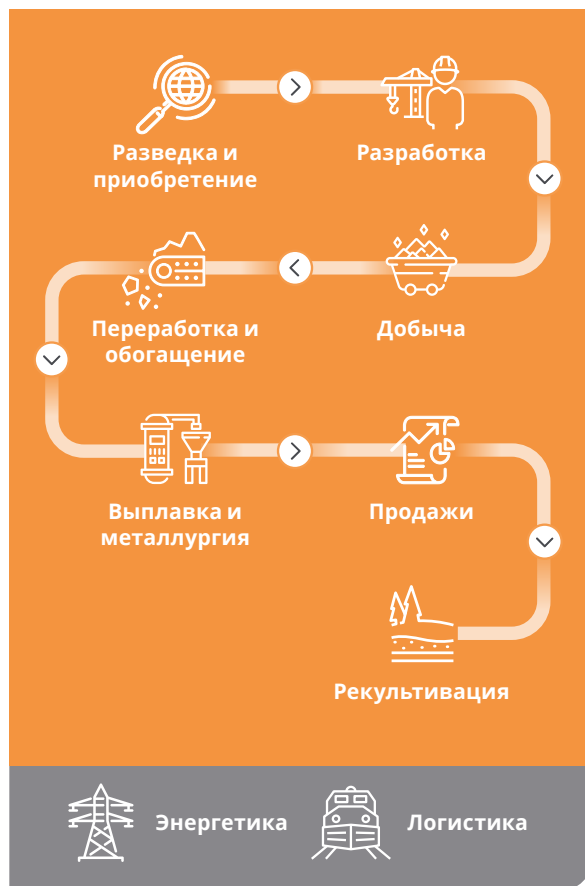 Разведка и
приобретение
Разработка
Добыча
Переработка и
обогащение
Выплавка и
металлургия
Продажи
Рекультивация
Энергетика
Логистика